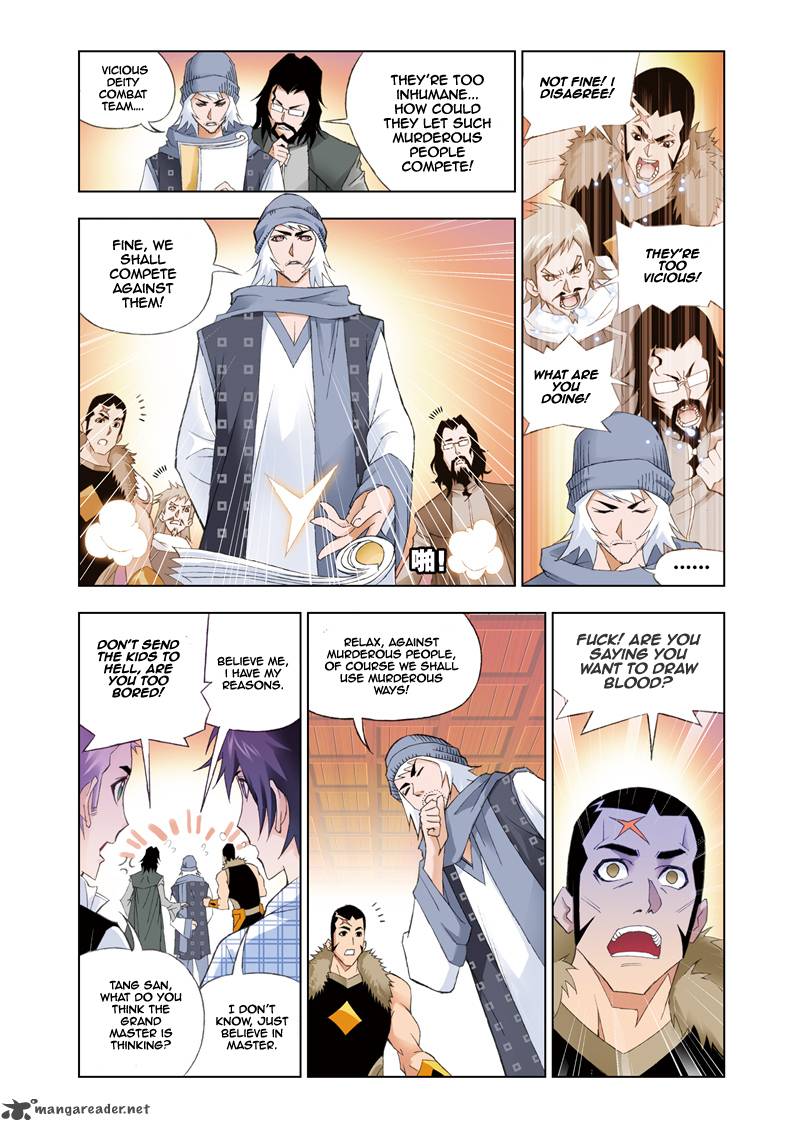 VICIOUS
DEITY
COMBAT
TEAM....
THEY'RE TOO
INHUMANE...
HOW COULD
THEY LET SUCH
MURDEROUS
PEOPLE
COMPETE!
FINE, WE
SHALL
COMPETE
AGAINST
THEM!
啪!
NOT FINE! I
DISAGREE!
THEY'RE
TOO
VICIOUS!
WHAT ARE
YOU
DOING!
......
DON'T SEND
THE KIDS TO
HELL, ARE
YOU TOO
BORED!
BELIEVE ME,
I HAVE MY
REASONS.
TANG SAN,
WHAT DO YOU
THINK THE
GRAND
MASTER IS
THINKING?
I DON'T
KNOW, JUST
BELIEVE IN
MASTER.
RELAX, AGAINST
MURDEROUS PEOPLE,
OF COURSE WE SHALL
USE MURDEROUS
WAYS!
FUCK! ARE YOU
SAYING YOU
WANT TO DRAW
BLOOD?
mangareader.net